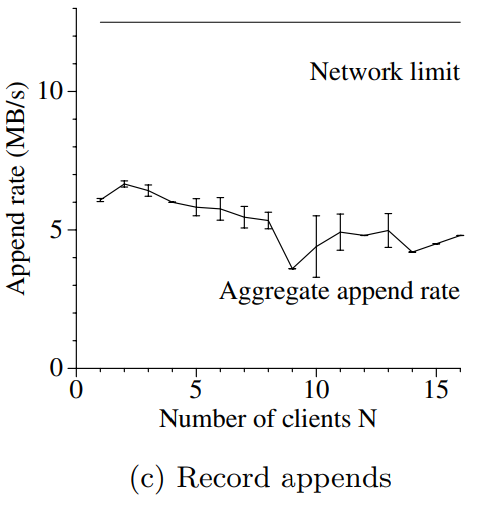 Network limit
10
Append rate (MB/s)
5
Aggregate append rate
0
0 5 10 15
Number of clients N
(c) Record appends